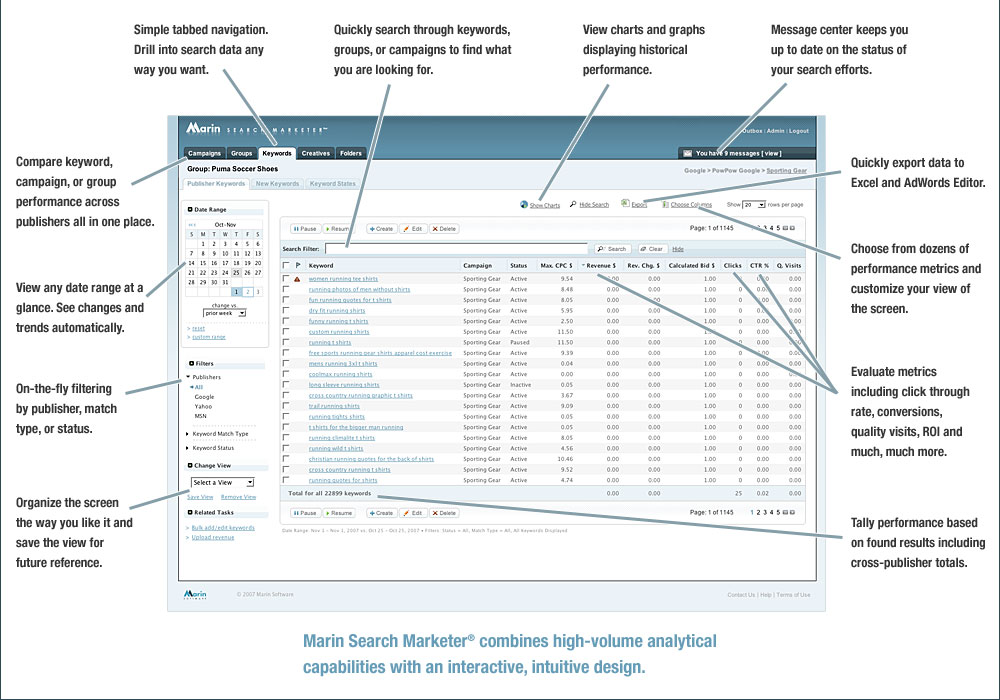 Simple tabbed navigation.
Drill into search data any
way you want.
Quickly search through keywords,
groups, or campaigns to find what
you are looking for.
View charts and graphs
displaying historical
performance.
Message center keeps you
up to date on the status of
your search efforts.
Compare keyword,
campaign, or group
performance across
publishers all in one place.
View any date range at a
glance. See changes and
trends automatically.
On-the-fly filtering
by publisher, match
type, or status.
Organize the screen
the way you like it and
save the view for
future reference.
Marin SEARCH MARKETER™
Outbox | Admin | Logout
Campaigns Groups Keywords Creatives Folders
You have 9 messages [ view ]
Group: Puma Soccer Shoes
Google > PowPow Google > Sporting Gear
Publisher Keywords New Keywords Keyword States
Show Charts Hide Search Export Choose Columns Show 20 rows per page
Date Range
Oct-Nov
S M T W T F S
1 2 3 4 5 6
7 8 9 10 11 12 13
14 15 16 17 18 19 20
21 22 23 24 25 26 27
28 29 30 31
1 2 3
change vs
prior week
> reset
> custom range
Filters
Publishers
All
Google
Yahoo
MSN
Keyword Match Type
Keyword Status
Change View
Select a View
Save View Remove View
Related Tasks
> Bulk add/edit keywords
> Upload revenue
Pause Resume Create Edit Delete
Page: 1 of 1145 2 3 4 5
Search Filter: Search Clear Hide
Keyword Campaign Status Max. CPC $ Revenue $ Rev. Chg. $ Calculated Bid $ Clicks CTR % Q. Visits
women running tee shirts Sporting Gear Active 9.54 0.00 0.00 1.00 0 0.00 0.00
running photos of men without shirts Sporting Gear Active 8.48 0.00 0.00 1.00 0 0.00 0.00
fun running quotes for t shirts Sporting Gear Active 8.05 0.00 0.00 1.00 0 0.00 0.00
dry fit running shirts Sporting Gear Active 5.95 0.00 0.00 1.00 0 0.00 0.00
funny running t shirts Sporting Gear Active 2.50 0.00 0.00 1.00 0 0.00 0.00
custom running shirts Sporting Gear Active 11.50 0.00 0.00 1.00 0 0.00 0.00
running t shirts Sporting Gear Paused 11.50 0.00 0.00 1.00 0 0.00 0.00
free sports running gear shirts apparel cost exercise Sporting Gear Active 9.39 0.00 0.00 1.00 0 0.00 0.00
mens running 3xl t shirts Sporting Gear Active 0.04 0.00 0.00 1.00 0 0.00 0.00
coolmax running shirts Sporting Gear Active 0.00 0.00 0.00 1.00 0 0.00 0.00
long sleeve running shirts Sporting Gear Inactive 0.05 0.00 0.00 1.00 0 0.00 0.00
cross country running graphic t shirts Sporting Gear Active 3.67 0.00 0.00 1.00 0 0.00 0.00
trail running shirts Sporting Gear Active 9.09 0.00 0.00 1.00 0 0.00 0.00
running tights shirts Sporting Gear Active 0.05 0.00 0.00 1.00 0 0.00 0.00
t shirts for the bigger man running Sporting Gear Active 0.05 0.00 0.00 1.00 0 0.00 0.00
running climalite t shirts Sporting Gear Active 8.05 0.00 0.00 1.00 0 0.00 0.00
running wild t shirts Sporting Gear Active 4.56 0.00 0.00 1.00 0 0.00 0.00
christian running quotes for the back of shirts Sporting Gear Active 10.46 0.00 0.00 1.00 0 0.00 0.00
cross country running t shirts Sporting Gear Active 9.52 0.00 0.00 1.00 0 0.00 0.00
running quotes for shirts Sporting Gear Active 4.74 0.00 0.00 1.00 0 0.00 0.00
Total for all 22899 keywords 0.00 0.00 25 0.02 0.00
Pause Resume Create Edit Delete
Page: 1 of 1145 1 2 3 4 5
Date Range: Nov 1 - Nov 1, 2007 vs. Oct 25 - Oct 25, 2007 • Filters: Status = All, Match Type = All, All Keywords Displayed
Marin SOFTWARE
© 2007 Marin Software
Contact Us | Help | Terms of Use
Quickly export data to
Excel and AdWords Editor.
Choose from dozens of
performance metrics and
customize your view of
the screen.
Evaluate metrics
including click through
rate, conversions,
quality visits, ROI and
much, much more.
Tally performance based
on found results including
cross-publisher totals.
Marin Search Marketer® combines high-volume analytical
capabilities with an interactive, intuitive design.